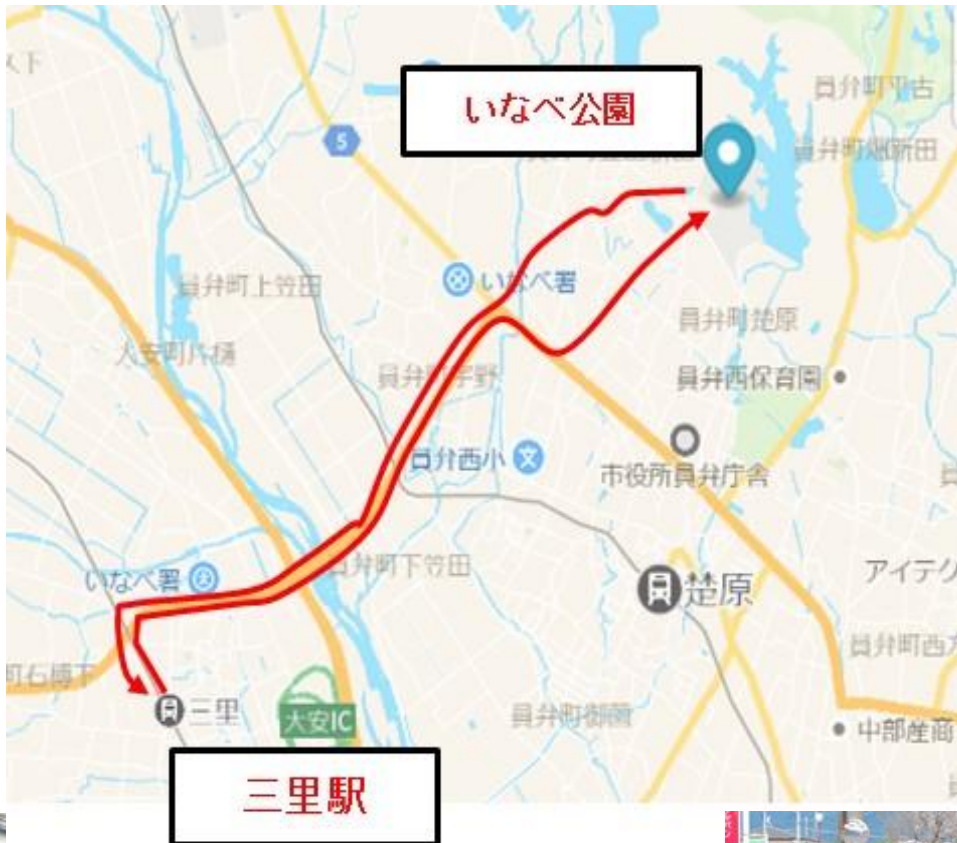 いなべ公園
員弁町平古
5
員弁町畑新田
いなべ署
員弁町上笠田
員弁町楚原
大安町片樋
員弁西保育園
員弁西小
市役所員弁庁舎
いなべ署
員弁町下笠田
楚原
アイテク
員弁町西方
町石榑下
三里
大安IC
員弁町御薗
中部産商
三里駅